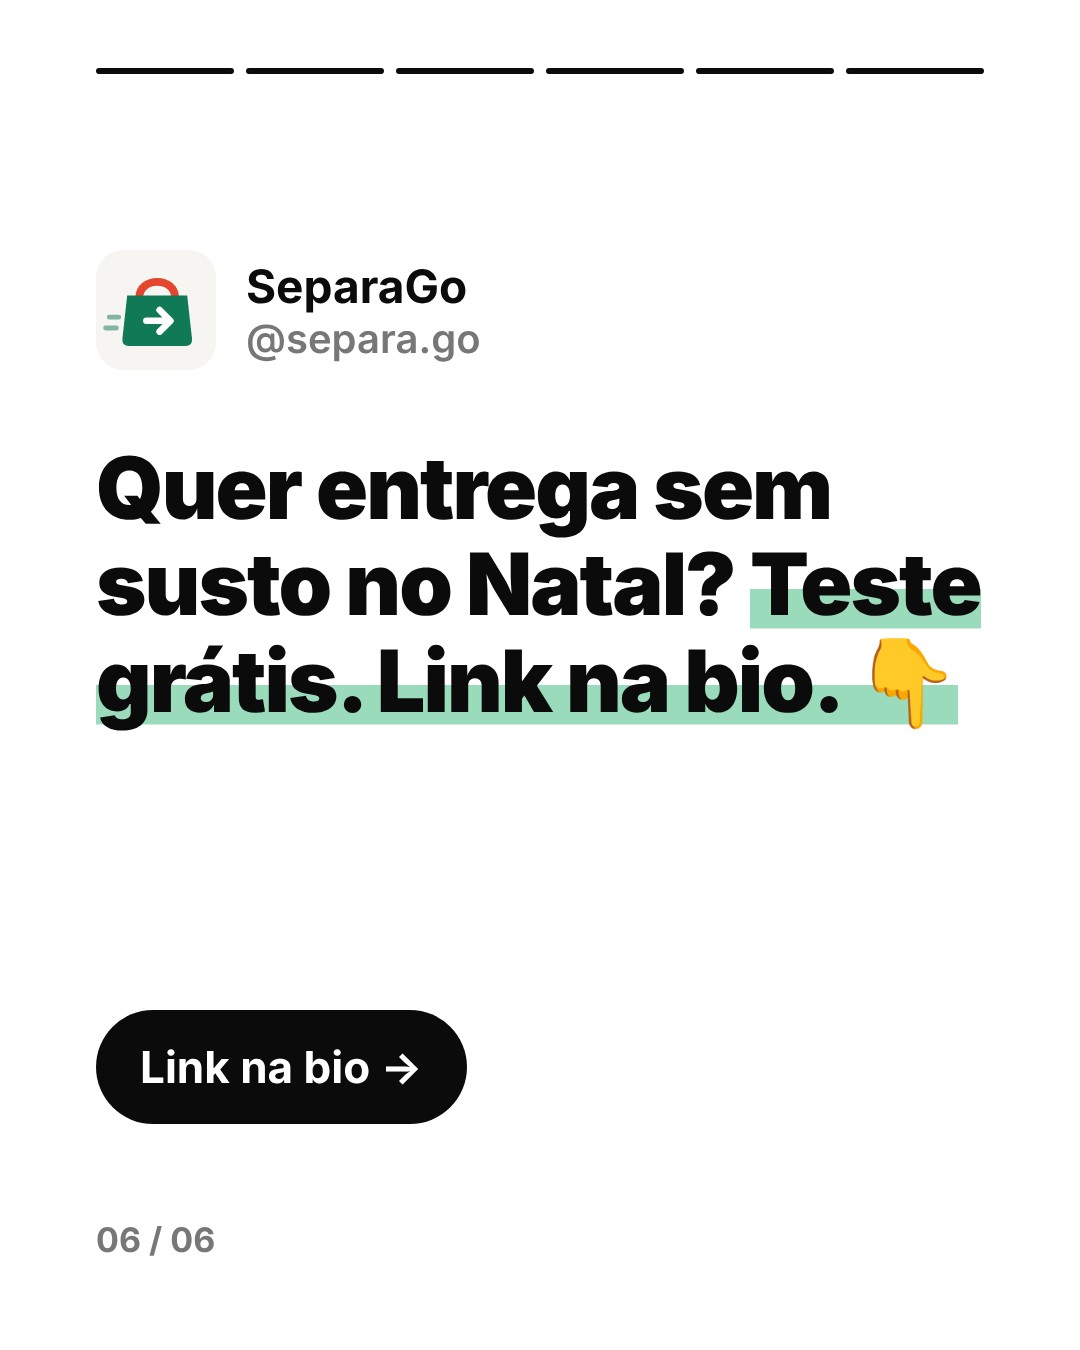 SeparaGo
@separa.go
Quer entrega sem
susto no Natal? Teste
grátis. Link na bio. 👇
Link na bio →
06 / 06